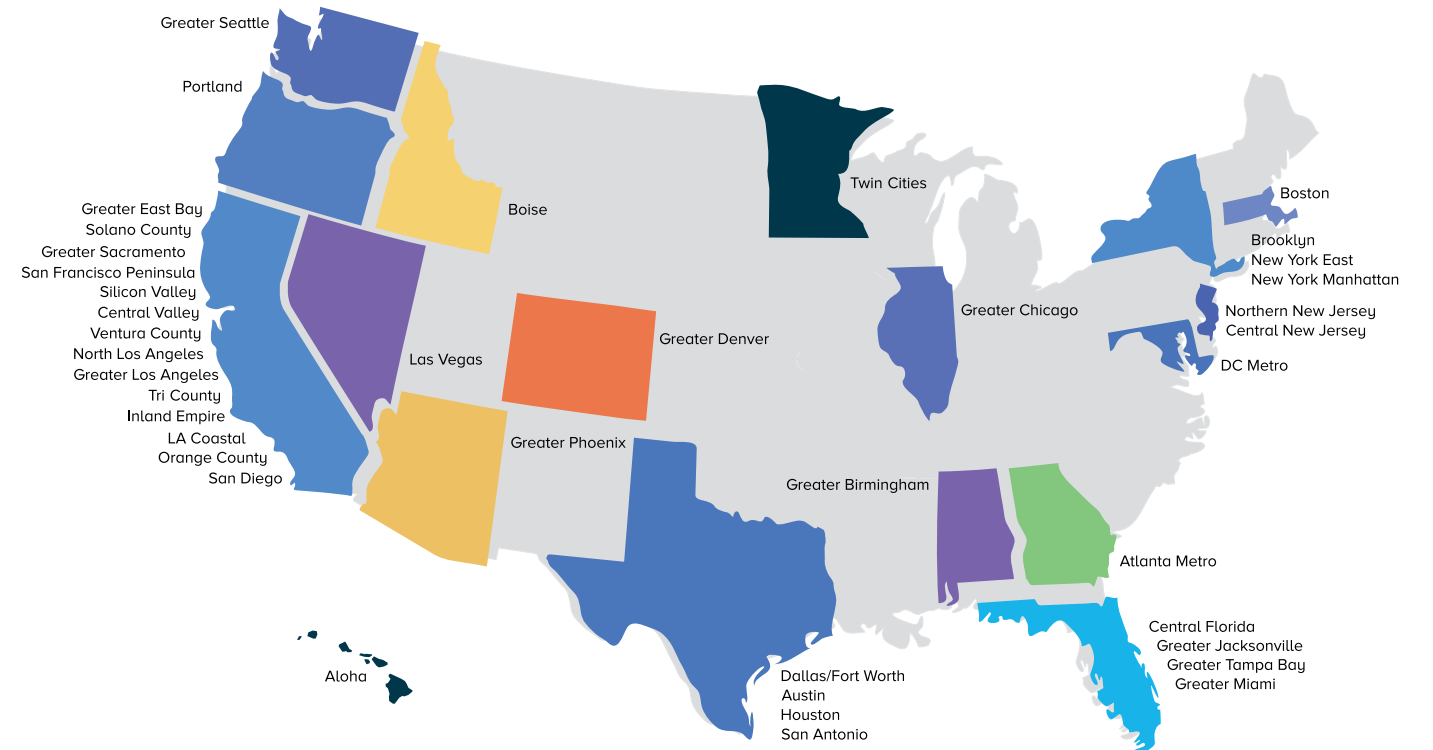 Greater Seattle
Portland
Greater East Bay
Solano County
Greater Sacramento
San Francisco Peninsula
Silicon Valley
Central Valley
Ventura County
North Los Angeles
Greater Los Angeles
Tri County
Inland Empire
LA Coastal
Orange County
San Diego
Boise
Las Vegas
Greater Denver
Greater Phoenix
Twin Cities
Greater Chicago
Greater Birmingham
Boston
Brooklyn
New York East
New York Manhattan
Northern New Jersey
Central New Jersey
DC Metro
Atlanta Metro
Central Florida
Greater Jacksonville
Greater Tampa Bay
Greater Miami
Dallas/Fort Worth
Austin
Houston
San Antonio
Aloha